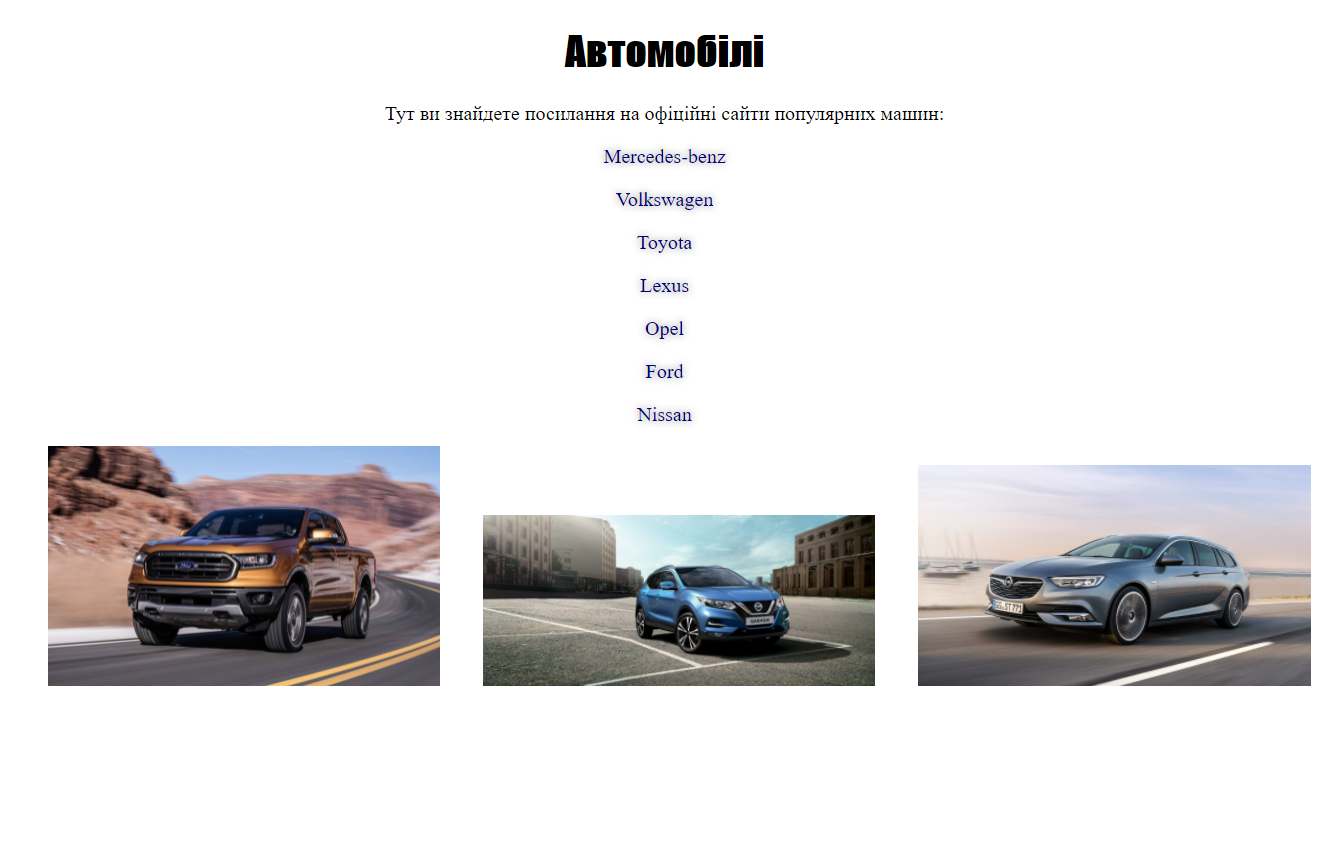 Автомобілі
Тут ви знайдете посилання на офіційні сайти популярних машин:
Mercedes-benz
Volkswagen
Toyota
Lexus
Opel
Ford
Nissan